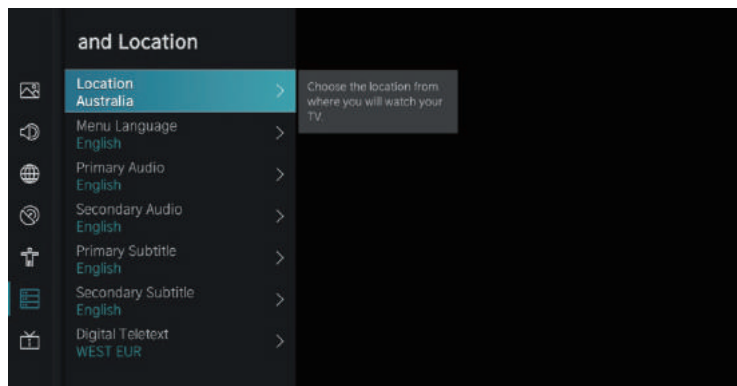 and Location
Location
Australia
Choose the location from
where you will watch your
TV.
Menu Language
English
Primary Audio
English
Secondary Audio
English
Primary Subtitle
English
Secondary Subtitle
English
Digital Teletext
WEST EUR